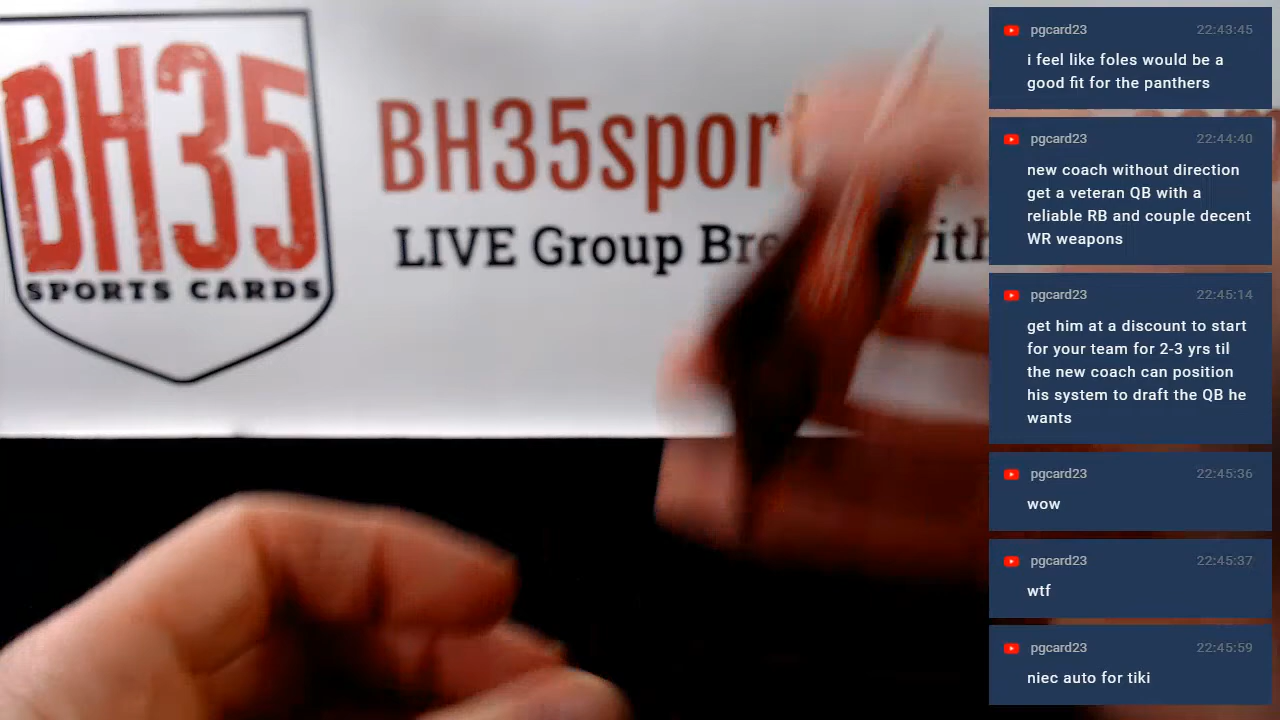 BH35
SPORTS CARDS
BH35spor
LIVE Group Bre
pgcard23 22:43:45
i feel like foles would be a
good fit for the panthers
pgcard23 22:44:40
new coach without direction
get a veteran QB with a
reliable RB and couple decent
WR weapons
pgcard23 22:45:14
get him at a discount to start
for your team for 2-3 yrs til
the new coach can position
his system to draft the QB he
wants
pgcard23 22:45:36
wow
pgcard23 22:45:37
wtf
pgcard23 22:45:59
niec auto for tiki